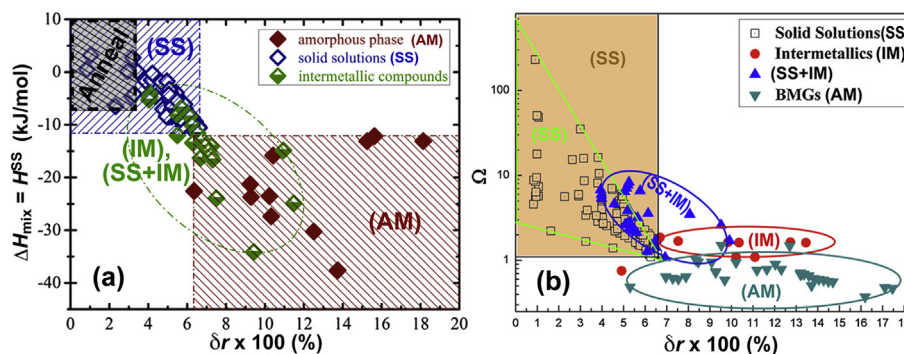 10
0
-10
-20
-30
-40
ΔHmix = H^SS (kJ/mol)
Anneal
(SS)
amorphous phase (AM)
solid solutions (SS)
intermetallic compounds
(IM),
(SS+IM)
(AM)
(a)
0 2 4 6 8 10 12 14 16 18 20
δr x 100 (%)
100
10
1
Ω
(SS)
(SS)
Solid Solutions(SS
Intermetallics (IM)
(SS+IM)
BMGs (AM)
(SS+IM)
(IM)
(AM)
(b)
0 1 2 3 4 5 6 7 8 9 10 11 12 13 14 15 16 17 18
δr x 100 (%)